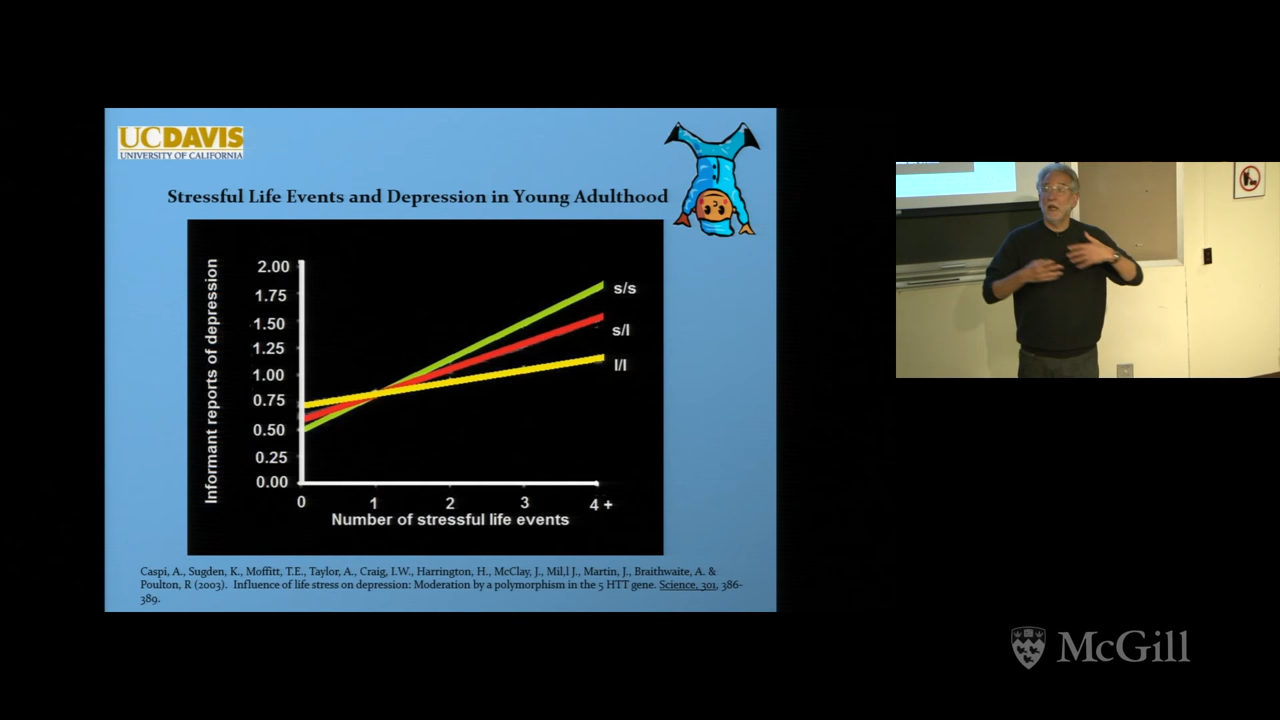 UCDAVIS
UNIVERSITY OF CALIFORNIA
Stressful Life Events and Depression in Young Adulthood
Informant reports of depression
2.00
1.75
1.50
1.25
1.00
0.75
0.50
0.25
0.00
s/s
s/l
l/l
0 1 2 3 4 +
Number of stressful life events
Caspi, A., Sugden, K., Moffitt, T.E., Taylor, A., Craig, I.W., Harrington, H., McClay, J., Mil,l J., Martin, J., Braithwaite, A. &
Poulton, R (2003). Influence of life stress on depression: Moderation by a polymorphism in the 5 HTT gene. Science, 301, 386-
389.
McGill